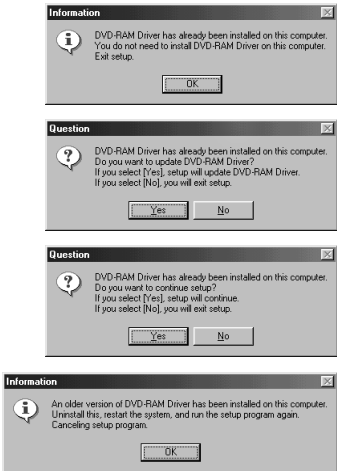 Information
DVD-RAM Driver has already been installed on this computer.
You do not need to install DVD-RAM Driver on this computer.
Exit setup.
OK
Question
DVD-RAM Driver has already been installed on this computer.
Do you want to update DVD-RAM Driver?
If you select [Yes], setup will update DVD-RAM Driver.
If you select [No], you will exit setup.
Yes No
Question
DVD-RAM Driver has already been installed on this computer.
Do you want to continue setup?
If you select [Yes], setup will continue.
If you select [No], you will exit setup.
Yes No
Information
An older version of DVD-RAM Driver has been installed on this computer.
Uninstall this, restart the system, and run the setup program again.
Canceling setup program.
OK